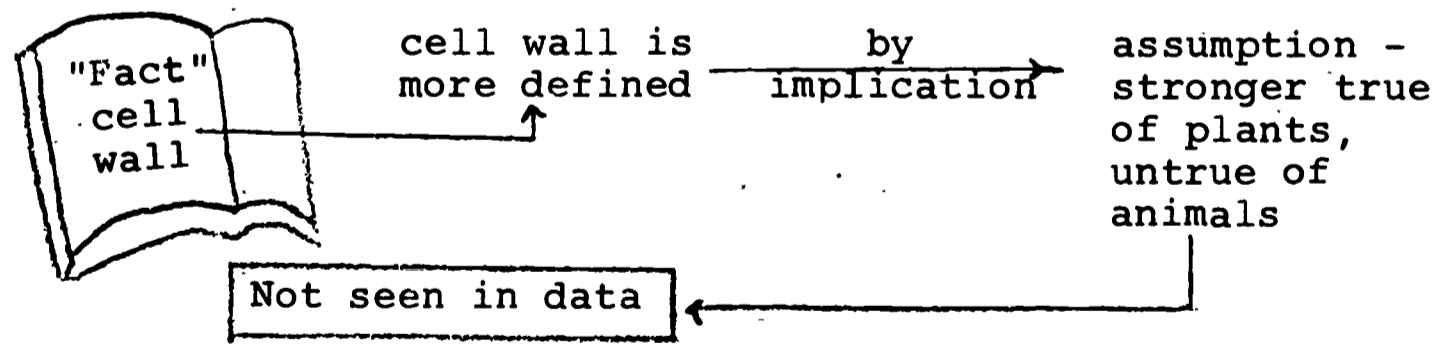 "Fact"
cell
wall
cell wall is
more defined
by
implication
assumption -
stronger true
of plants,
untrue of
animals
Not seen in data